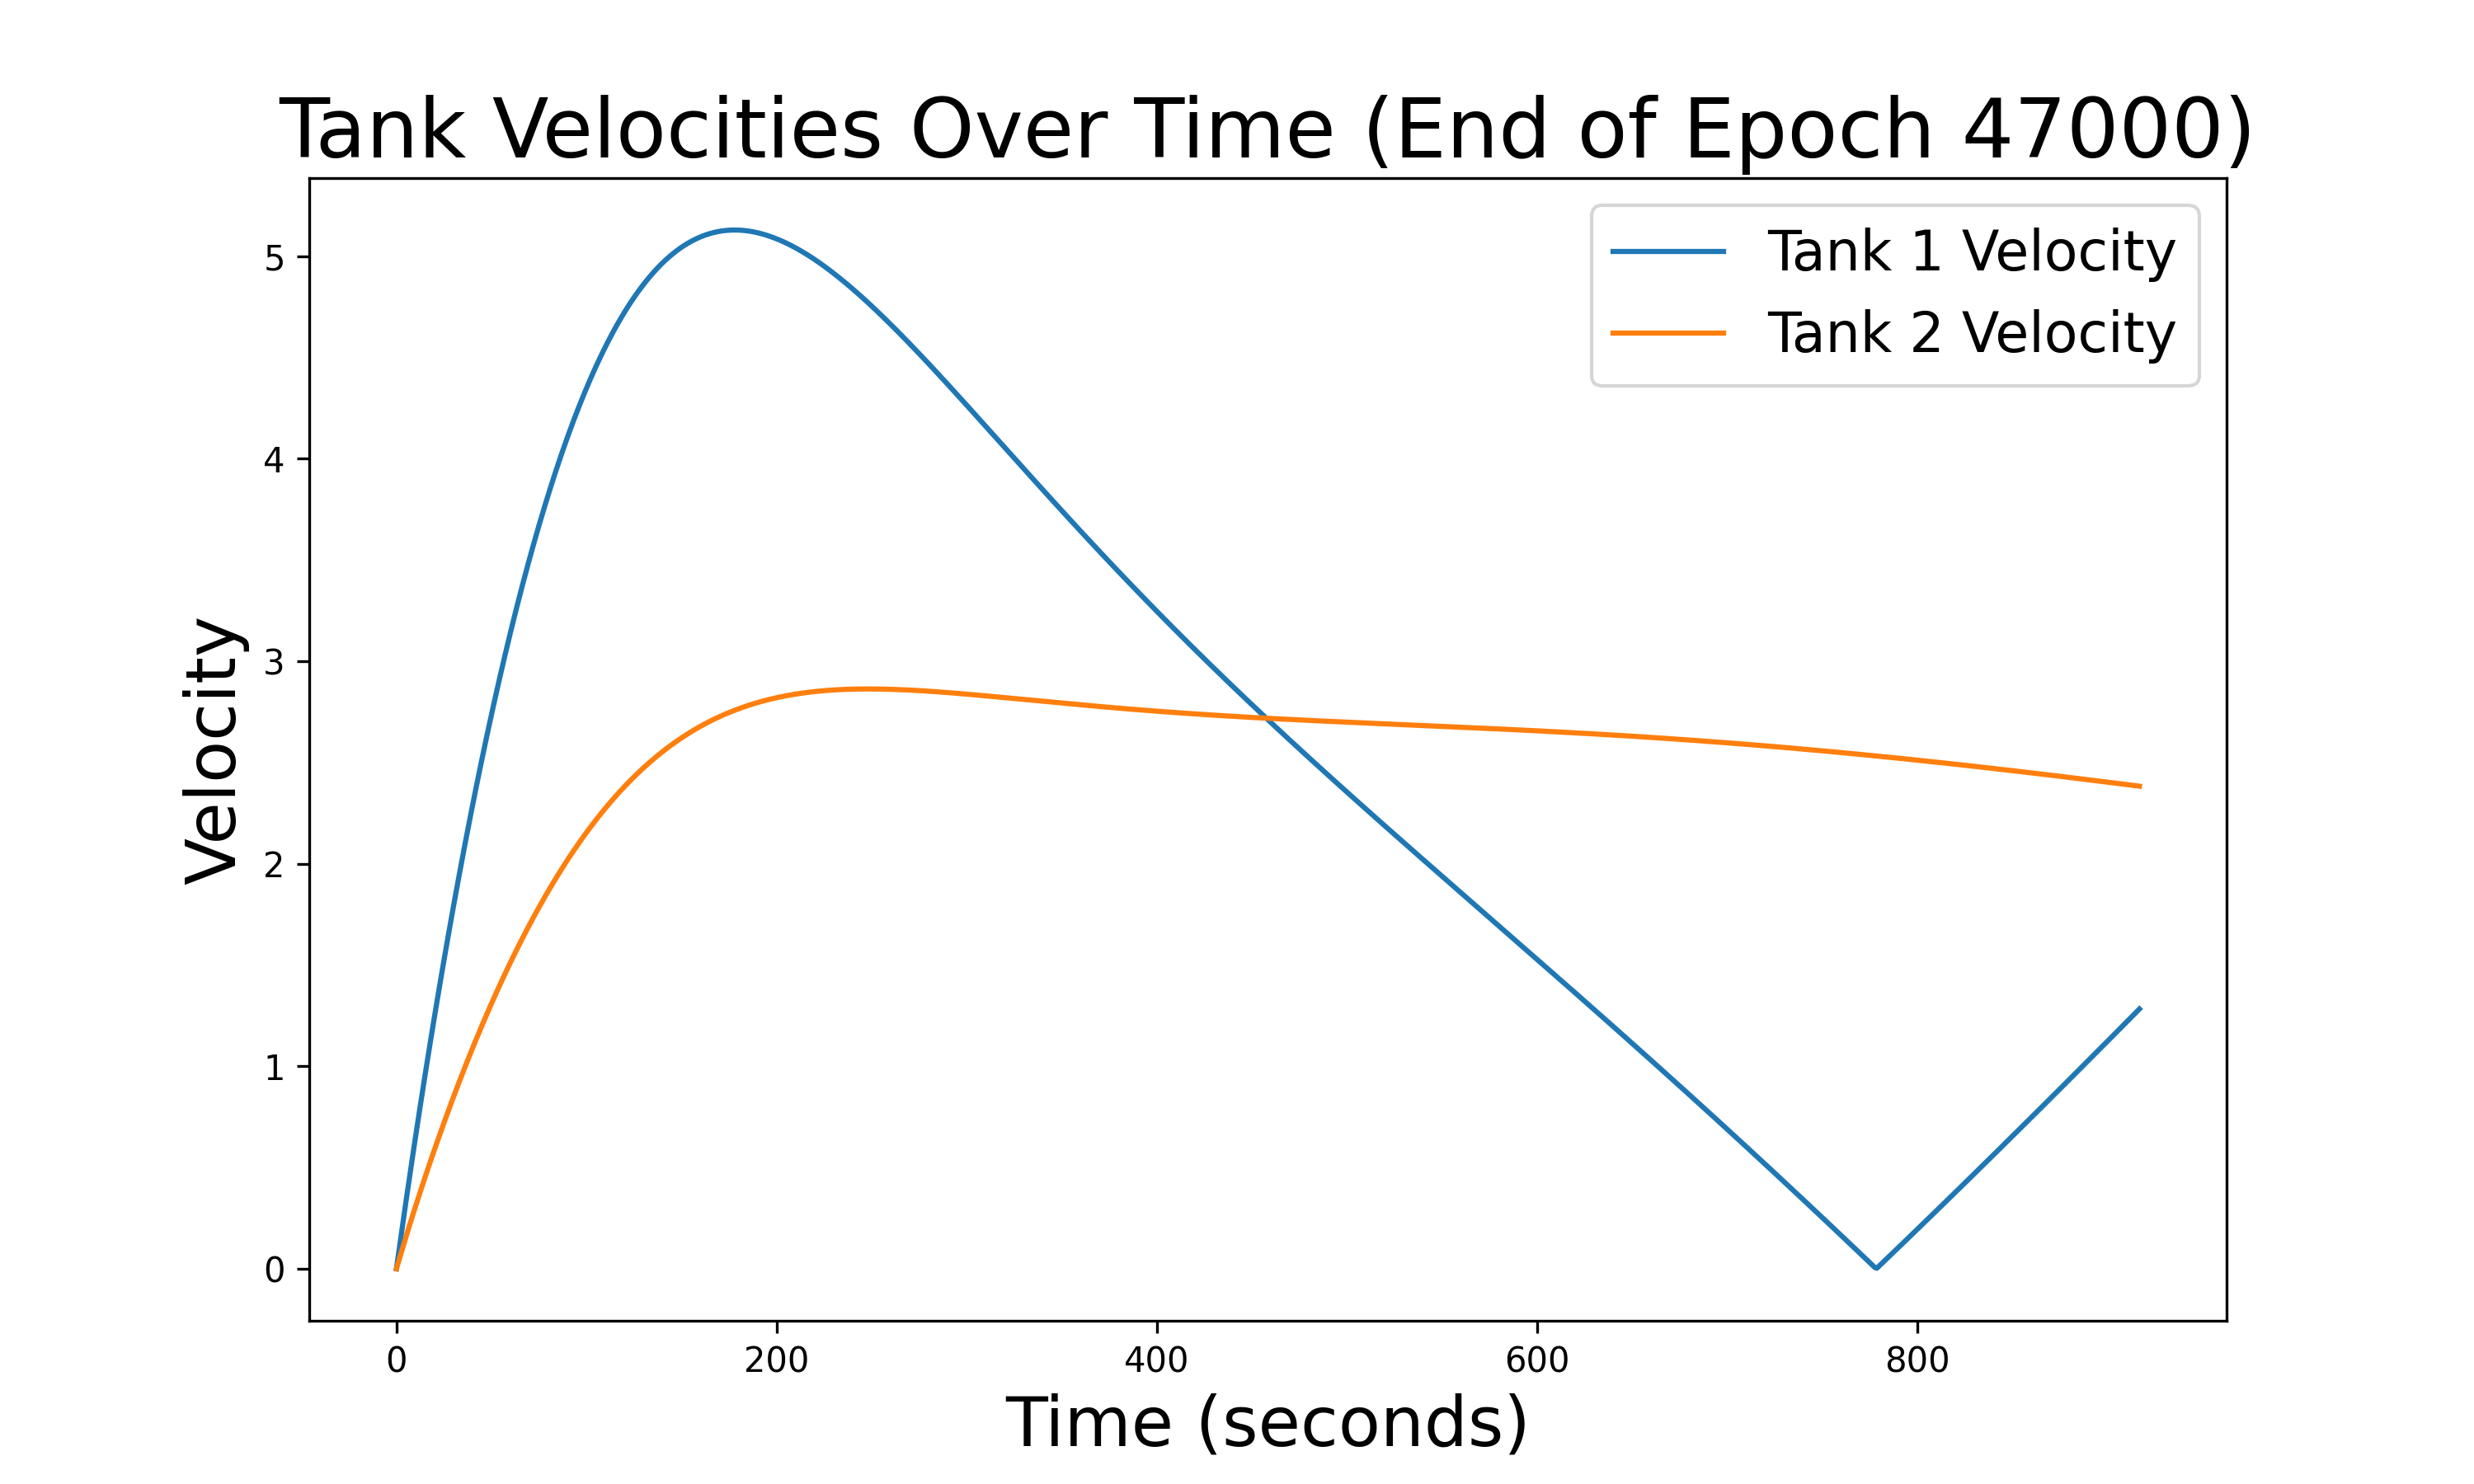 Tank Velocities Over Time (End of Epoch 47000)
Tank 1 Velocity
Tank 2 Velocity
Velocity
5
4
3
2
1
0
0 200 400 600 800
Time (seconds)